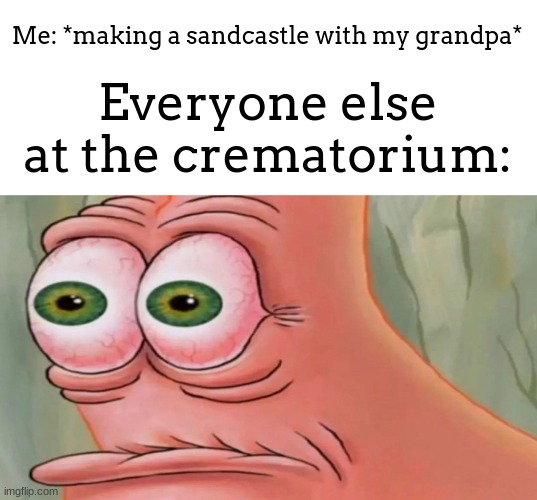 Me: *making a sandcastle with my grandpa*
Everyone else
at the crematorium:
imgflip.com